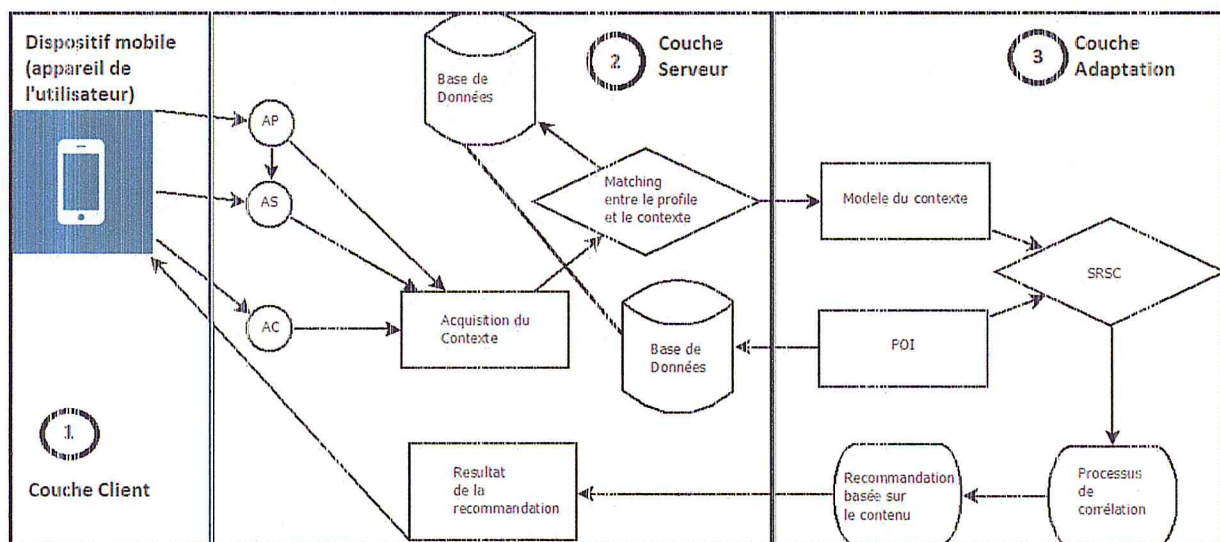 Dispositif mobile
(appareil de
l'utilisateur)
1
Couche Client
2
Couche
Serveur
Base de
Données
AP
AS
AC
Acquisition du
Contexte
Matching
entre le profile
et le contexte
Base de
Données
Resultat
de la
recommandation
3
Couche
Adaptation
Modele du contexte
SRSC
POI
Processus
de
corrélation
Recommandation
basée sur
le contenu